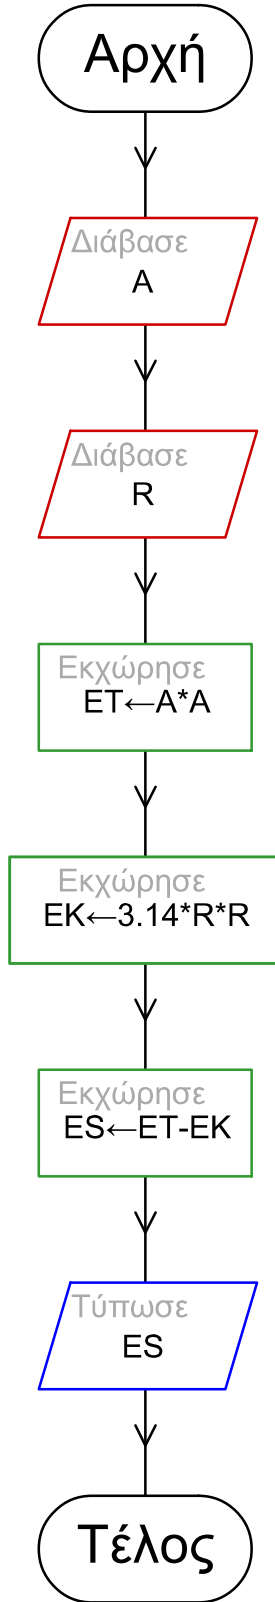 Αρχή
Διάβασε
A
Διάβασε
R
Εκχώρησε
ET←A*A
Εκχώρησε
EK←3.14*R*R
Εκχώρησε
ES←ET-EK
Τύπωσε
ES
Τέλος